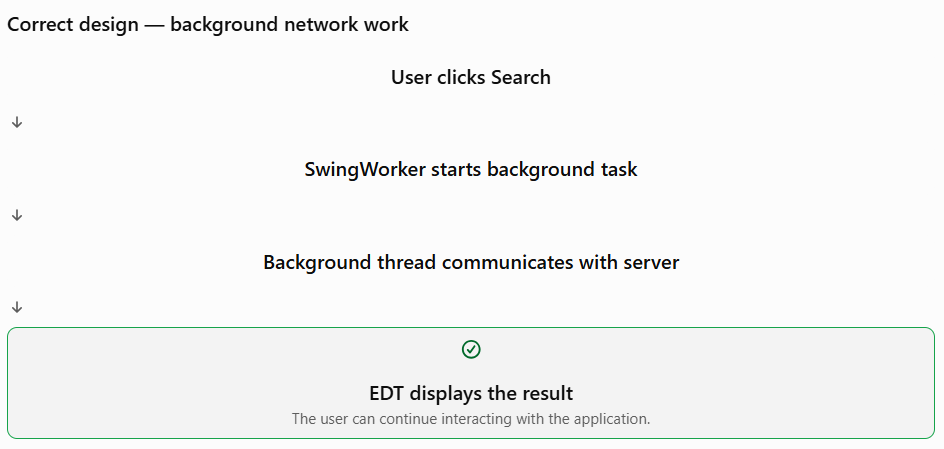 Correct design — background network work
User clicks Search
↓
SwingWorker starts background task
↓
Background thread communicates with server
↓
EDT displays the result
The user can continue interacting with the application.